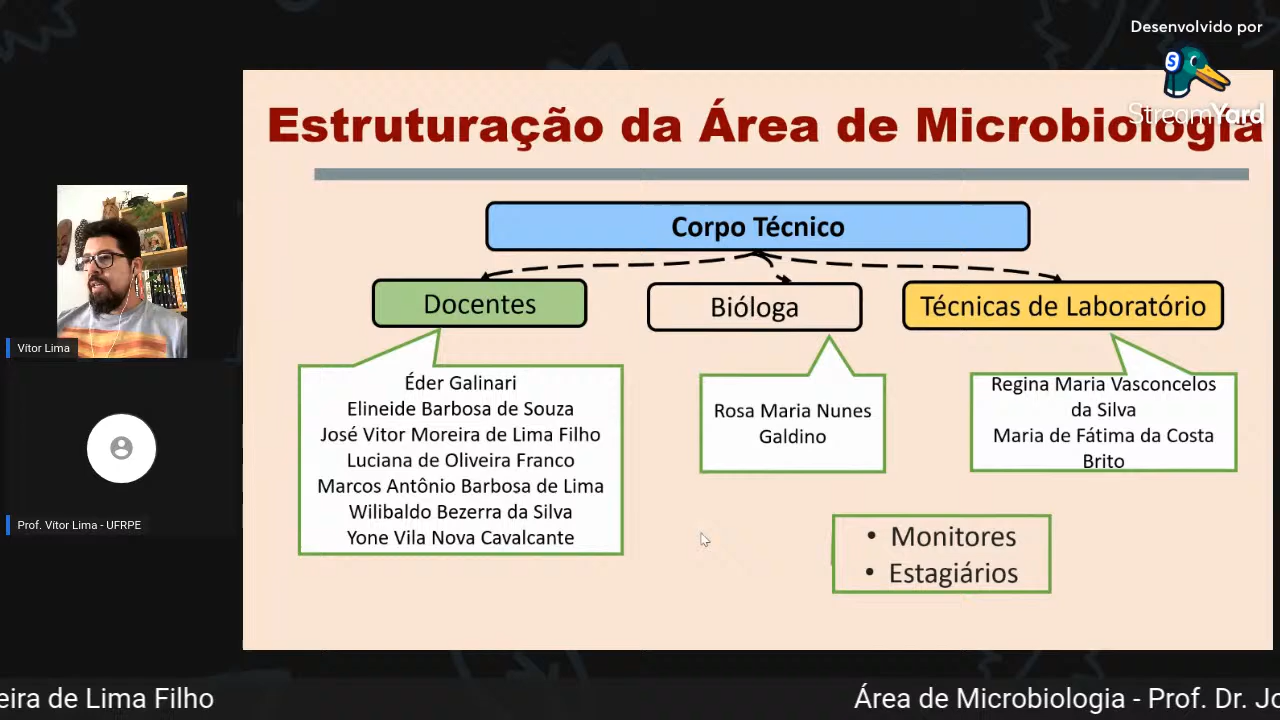 Desenvolvido por
StreamYard
Estruturação da Área de Microbiologia
Corpo Técnico
Docentes
Bióloga
Técnicas de Laboratório
Éder Galinari
Elineide Barbosa de Souza
José Vitor Moreira de Lima Filho
Luciana de Oliveira Franco
Marcos Antônio Barbosa de Lima
Wilibaldo Bezerra da Silva
Yone Vila Nova Cavalcante
Rosa Maria Nunes
Galdino
Regina Maria Vasconcelos
da Silva
Maria de Fátima da Costa
Brito
• Monitores
• Estagiários
Vítor Lima
Prof. Vítor Lima - UFRPE
eira de Lima Filho
Área de Microbiologia - Prof. Dr. Jo